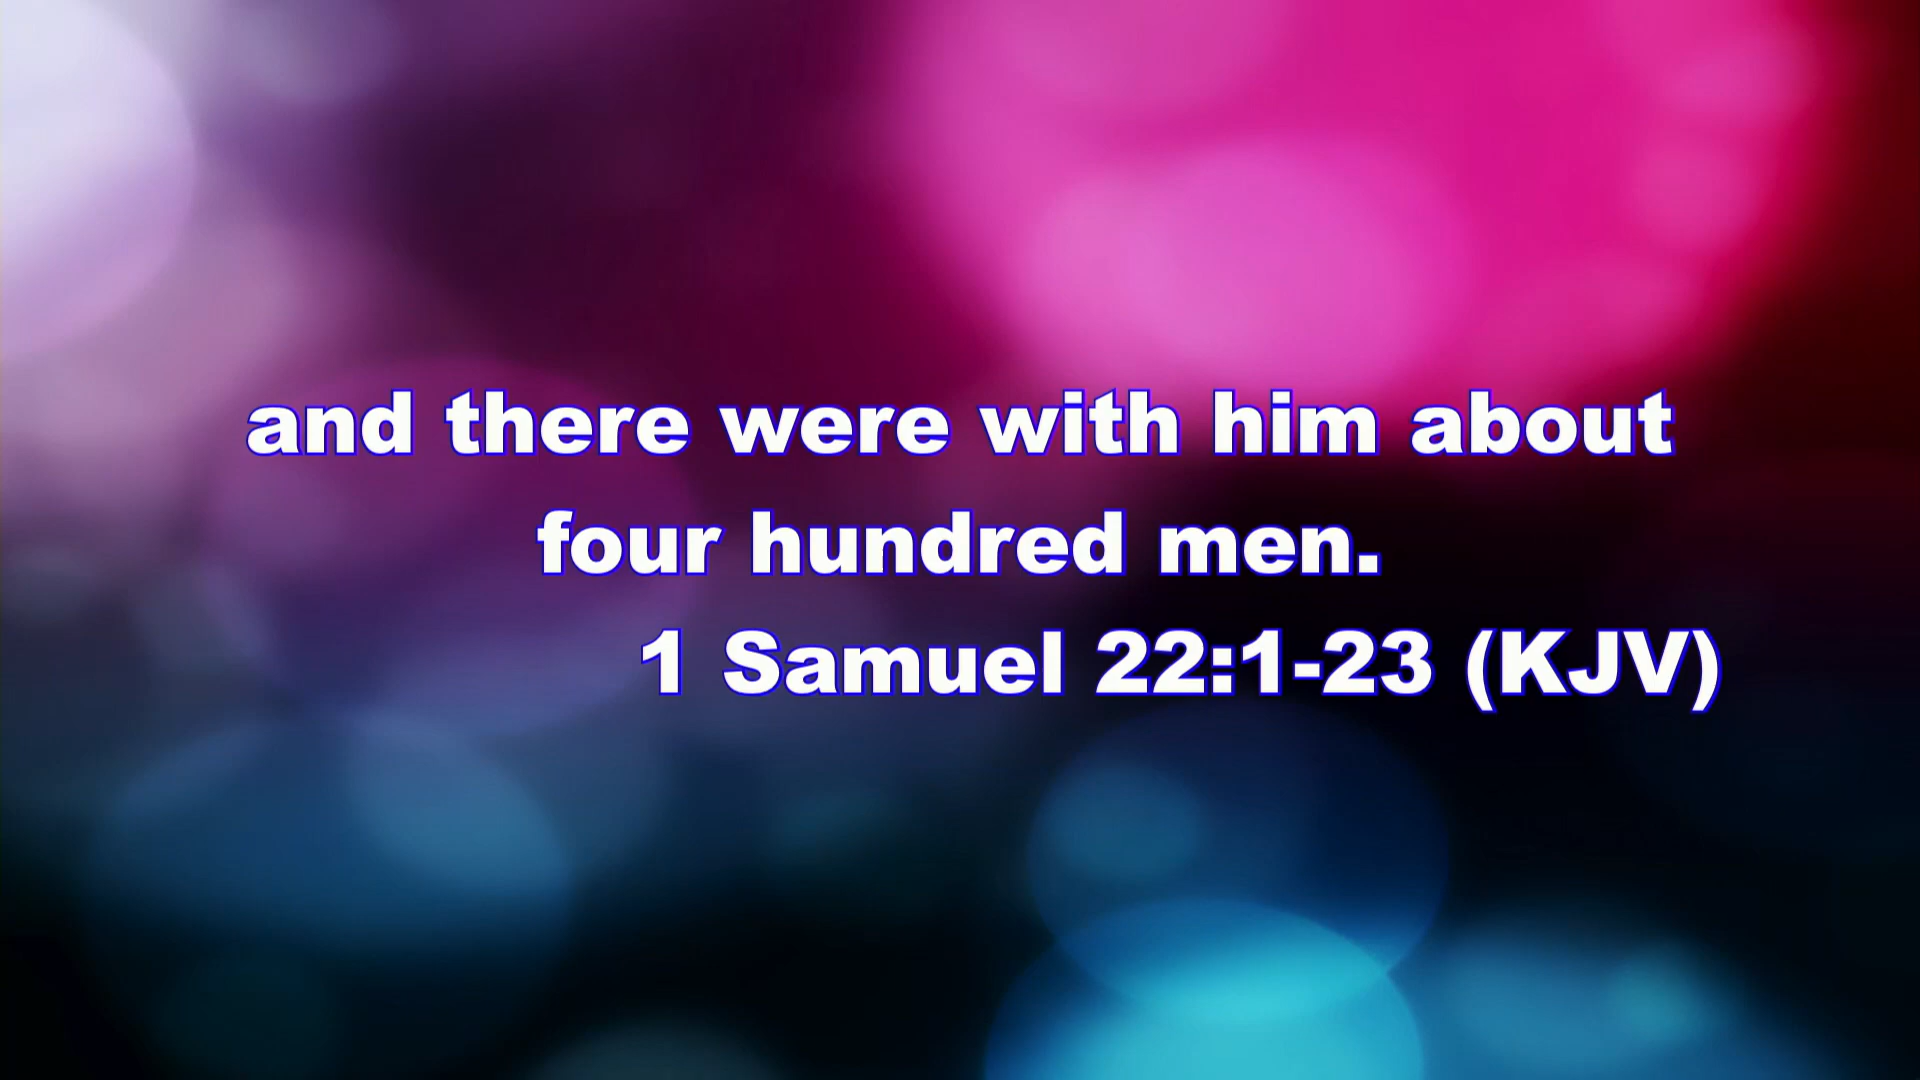 and there were with him about
four hundred men.
1 Samuel 22:1-23 (KJV)